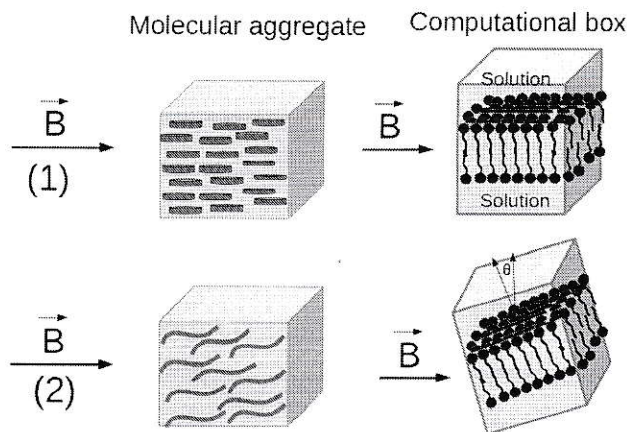 Molecular aggregate Computational box
B
B
Solution
(1)
Solution
B
θ
B
(2)